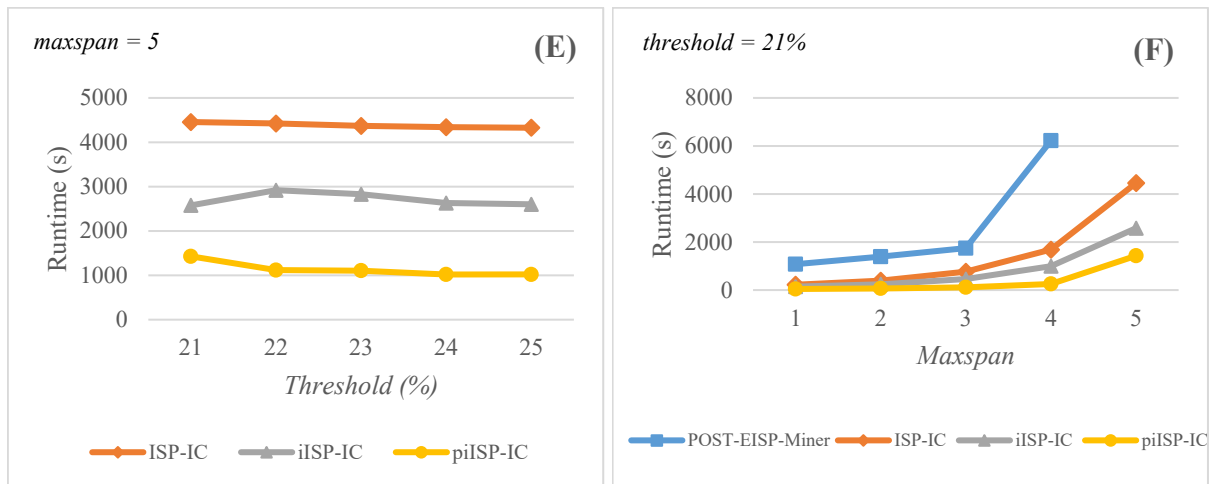 maxspan = 5
(E)
5000
4000
3000
2000
1000
0
Runtime (s)
21 22 23 24 25
Threshold (%)
ISP-IC iISP-IC piISP-IC
threshold = 21%
(F)
8000
6000
4000
2000
0
Runtime (s)
1 2 3 4 5
Maxspan
POST-EISP-Miner ISP-IC iISP-IC piISP-IC